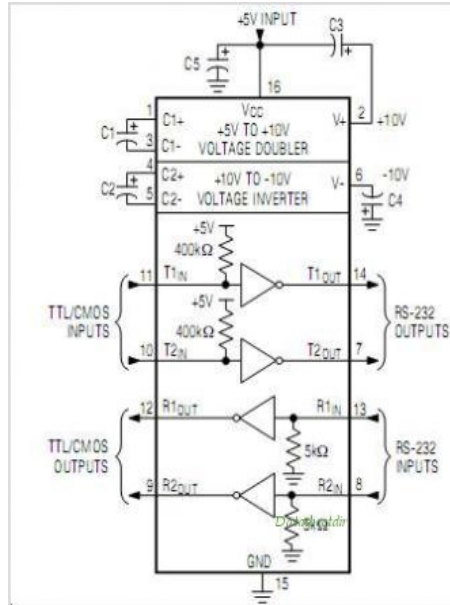 +5V INPUT
C3
C5
16
1
C1+
VCC
V+
2
+10V
C1
3
C1-
+5V TO +10V
VOLTAGE DOUBLER
4
C2+
+10V TO -10V
V-
6
-10V
C2
5
C2-
VOLTAGE INVERTER
C4
+5V
400kΩ
11
T1IN
T1OUT
14
TTL/CMOS
INPUTS
+5V
400kΩ
RS-232
OUTPUTS
10
T2IN
T2OUT
7
12
R1OUT
R1IN
13
TTL/CMOS
OUTPUTS
5kΩ
RS-232
INPUTS
9
R2OUT
R2IN
8
5kΩ
GND
15